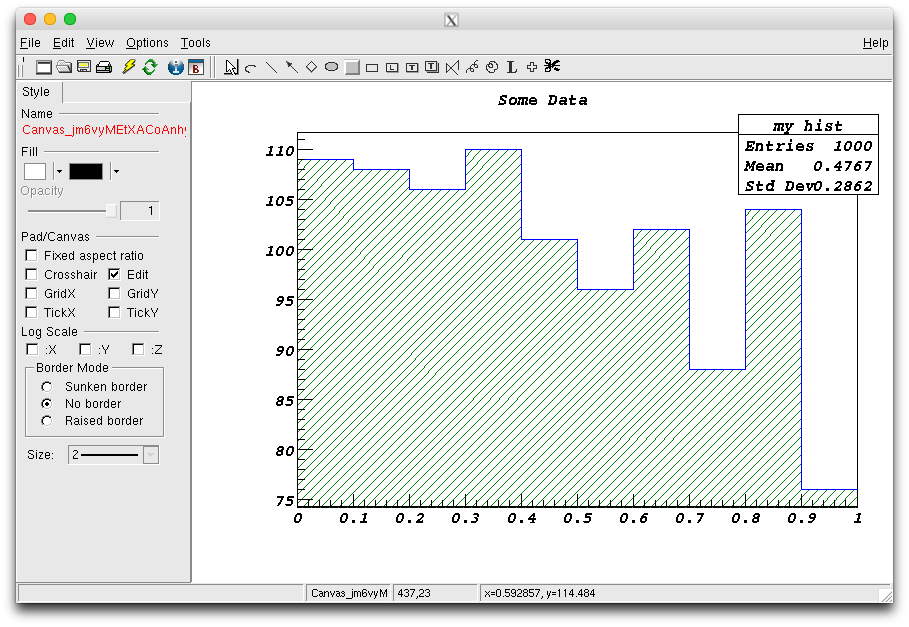 File Edit View Options Tools Help
Style
Name
Canvas_jm6vyMEtXACoAnhy
Fill
Opacity
1
Pad/Canvas
Fixed aspect ratio
Crosshair Edit
GridX GridY
TickX TickY
Log Scale
:X :Y :Z
Border Mode
Sunken border
No border
Raised border
Size: 2
Some Data
my hist
Entries 1000
Mean 0.4767
Std Dev 0.2862
110
105
100
95
90
85
80
75
0 0.1 0.2 0.3 0.4 0.5 0.6 0.7 0.8 0.9 1
Canvas_jm6vyM 437,23 x=0.592857, y=114.484